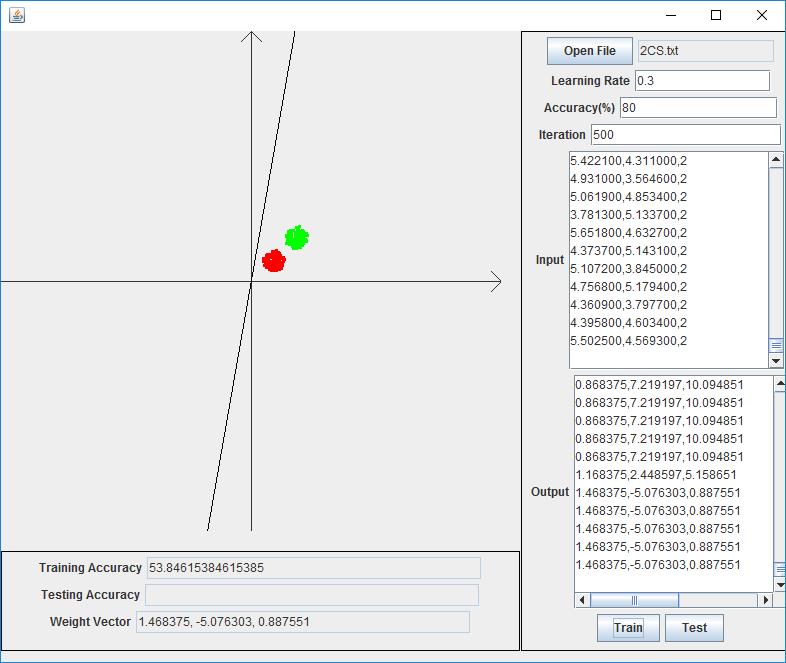 Open File
2CS.txt
Learning Rate
0.3
Accuracy(%)
80
Iteration
500
Input
5.422100,4.311000,2
4.931000,3.564600,2
5.061900,4.853400,2
3.781300,5.133700,2
5.651800,4.632700,2
4.373700,5.143100,2
5.107200,3.845000,2
4.756800,5.179400,2
4.360900,3.797700,2
4.395800,4.603400,2
5.502500,4.569300,2
Output
0.868375,7.219197,10.094851
0.868375,7.219197,10.094851
0.868375,7.219197,10.094851
0.868375,7.219197,10.094851
0.868375,7.219197,10.094851
1.168375,2.448597,5.158651
1.468375,-5.076303,0.887551
1.468375,-5.076303,0.887551
1.468375,-5.076303,0.887551
1.468375,-5.076303,0.887551
1.468375,-5.076303,0.887551
Train
Test
Training Accuracy
53.84615384615385
Testing Accuracy
Weight Vector
1.468375, -5.076303, 0.887551